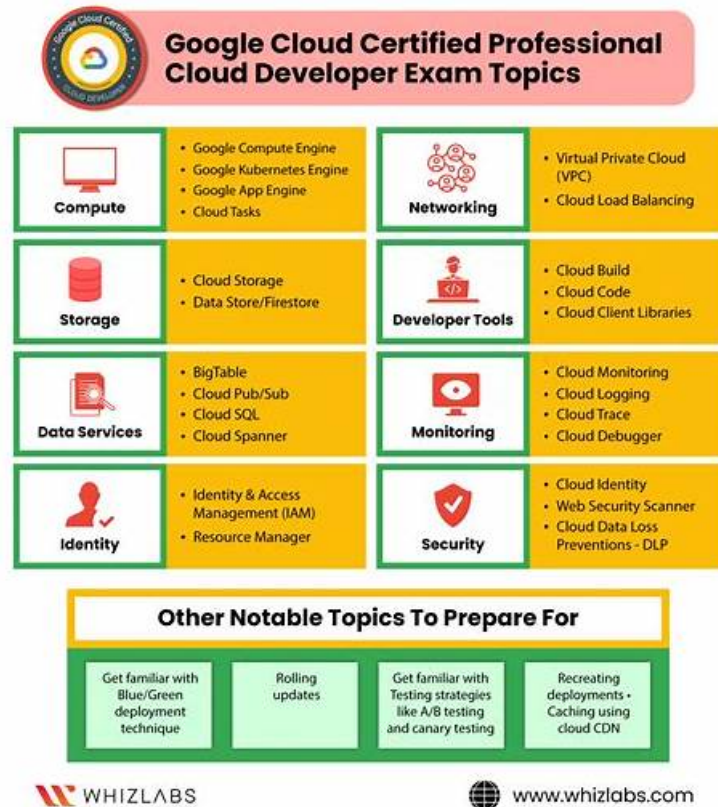 Google Cloud Certified
CLOUD DEVELOPER
Google Cloud Certified Professional
Cloud Developer Exam Topics
Compute
• Google Compute Engine
• Google Kubernetes Engine
• Google App Engine
• Cloud Tasks
Networking
• Virtual Private Cloud
(VPC)
• Cloud Load Balancing
Storage
• Cloud Storage
• Data Store/Firestore
Developer Tools
• Cloud Build
• Cloud Code
• Cloud Client Libraries
Data Services
• BigTable
• Cloud Pub/Sub
• Cloud SQL
• Cloud Spanner
Monitoring
• Cloud Monitoring
• Cloud Logging
• Cloud Trace
• Cloud Debugger
Identity
• Identity & Access
Management (IAM)
• Resource Manager
Security
• Cloud Identity
• Web Security Scanner
• Cloud Data Loss
Preventions - DLP
Other Notable Topics To Prepare For
Get familiar with
Blue/Green
deployment
technique
Rolling
updates
Get familiar with
Testing strategies
like A/B testing
and canary testing
Recreating
deployments •
Caching using
cloud CDN
WHIZLABS
www.whizlabs.com